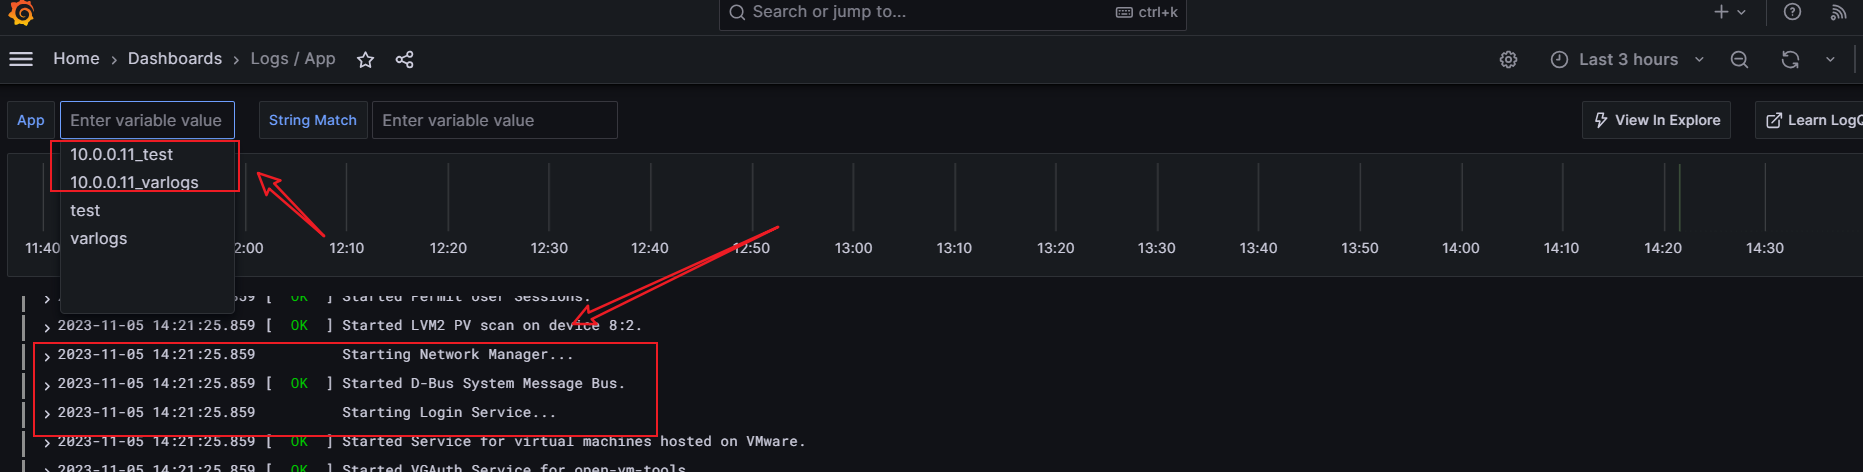 Search or jump to... ctrl+k
Home › Dashboards › Logs / App Last 3 hours
App Enter variable value String Match Enter variable value View In Explore Learn Log
10.0.0.11_test
10.0.0.11_varlogs
test
varlogs
11:40 2:00 12:10 12:20 12:30 12:40 12:50 13:00 13:10 13:20 13:30 13:40 13:50 14:00 14:10 14:20 14:30
859 [ OK ] Started Permit User Sessions.
2023-11-05 14:21:25.859 [ OK ] Started LVM2 PV scan on device 8:2.
2023-11-05 14:21:25.859 Starting Network Manager...
2023-11-05 14:21:25.859 [ OK ] Started D-Bus System Message Bus.
2023-11-05 14:21:25.859 Starting Login Service...
2023-11-05 14:21:25.859 [ OK ] Started Service for virtual machines hosted on VMware.
2023-11-05 14:21:25.859 [ OK ] Started VGAuth Service for open-vm-tools